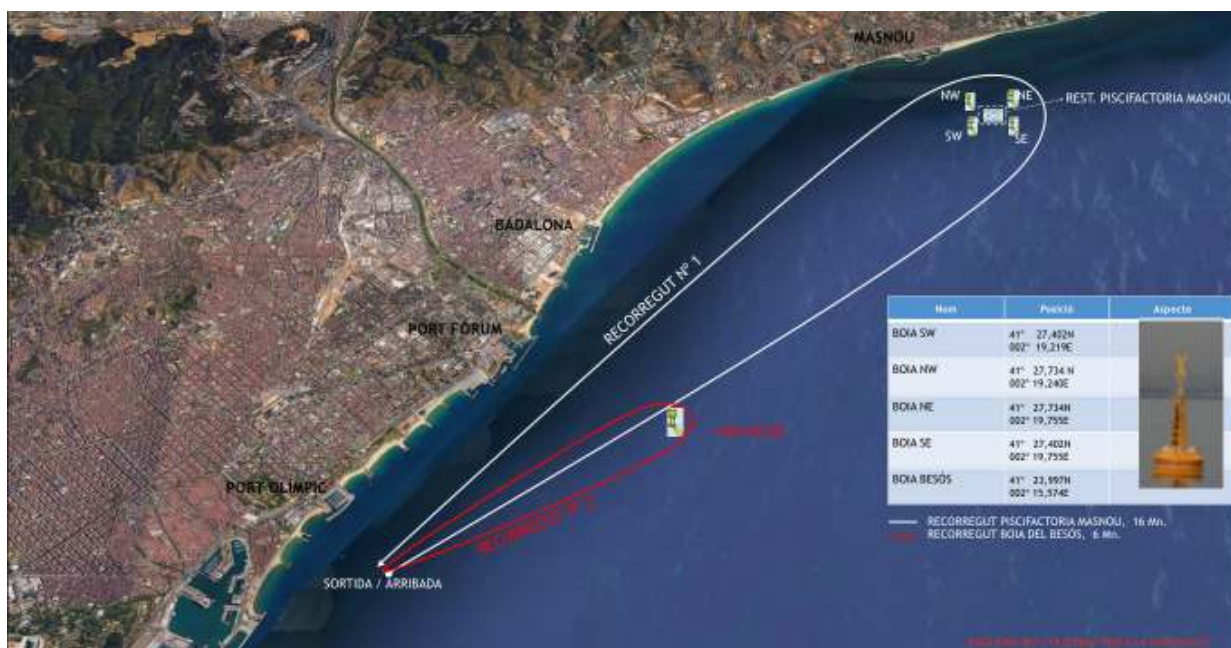 MASNOU
NW
NE
REST. PISCIFACTORIA MASNOU
SW
SE
BADALONA
RECORREGUT Nº 1
PORT FÒRUM
PORT OLÍMPIC
SORTIDA / ARRIBADA
Nom Posició Aspecte
BOIA SW 41° 27,402N
002° 19,219E
BOIA NW 41° 27,734 N
002° 19,240E
BOIA NE 41° 27,734N
002° 19,755E
BOIA SE 41° 27,402N
002° 19,755E
BOIA BESÓS 41° 23,997N
002° 15,574E
RECORREGUT PISCIFACTORIA MASNOU, 16 Mn.
RECORREGUT BOIA DEL BESÓS, 6 Mn.